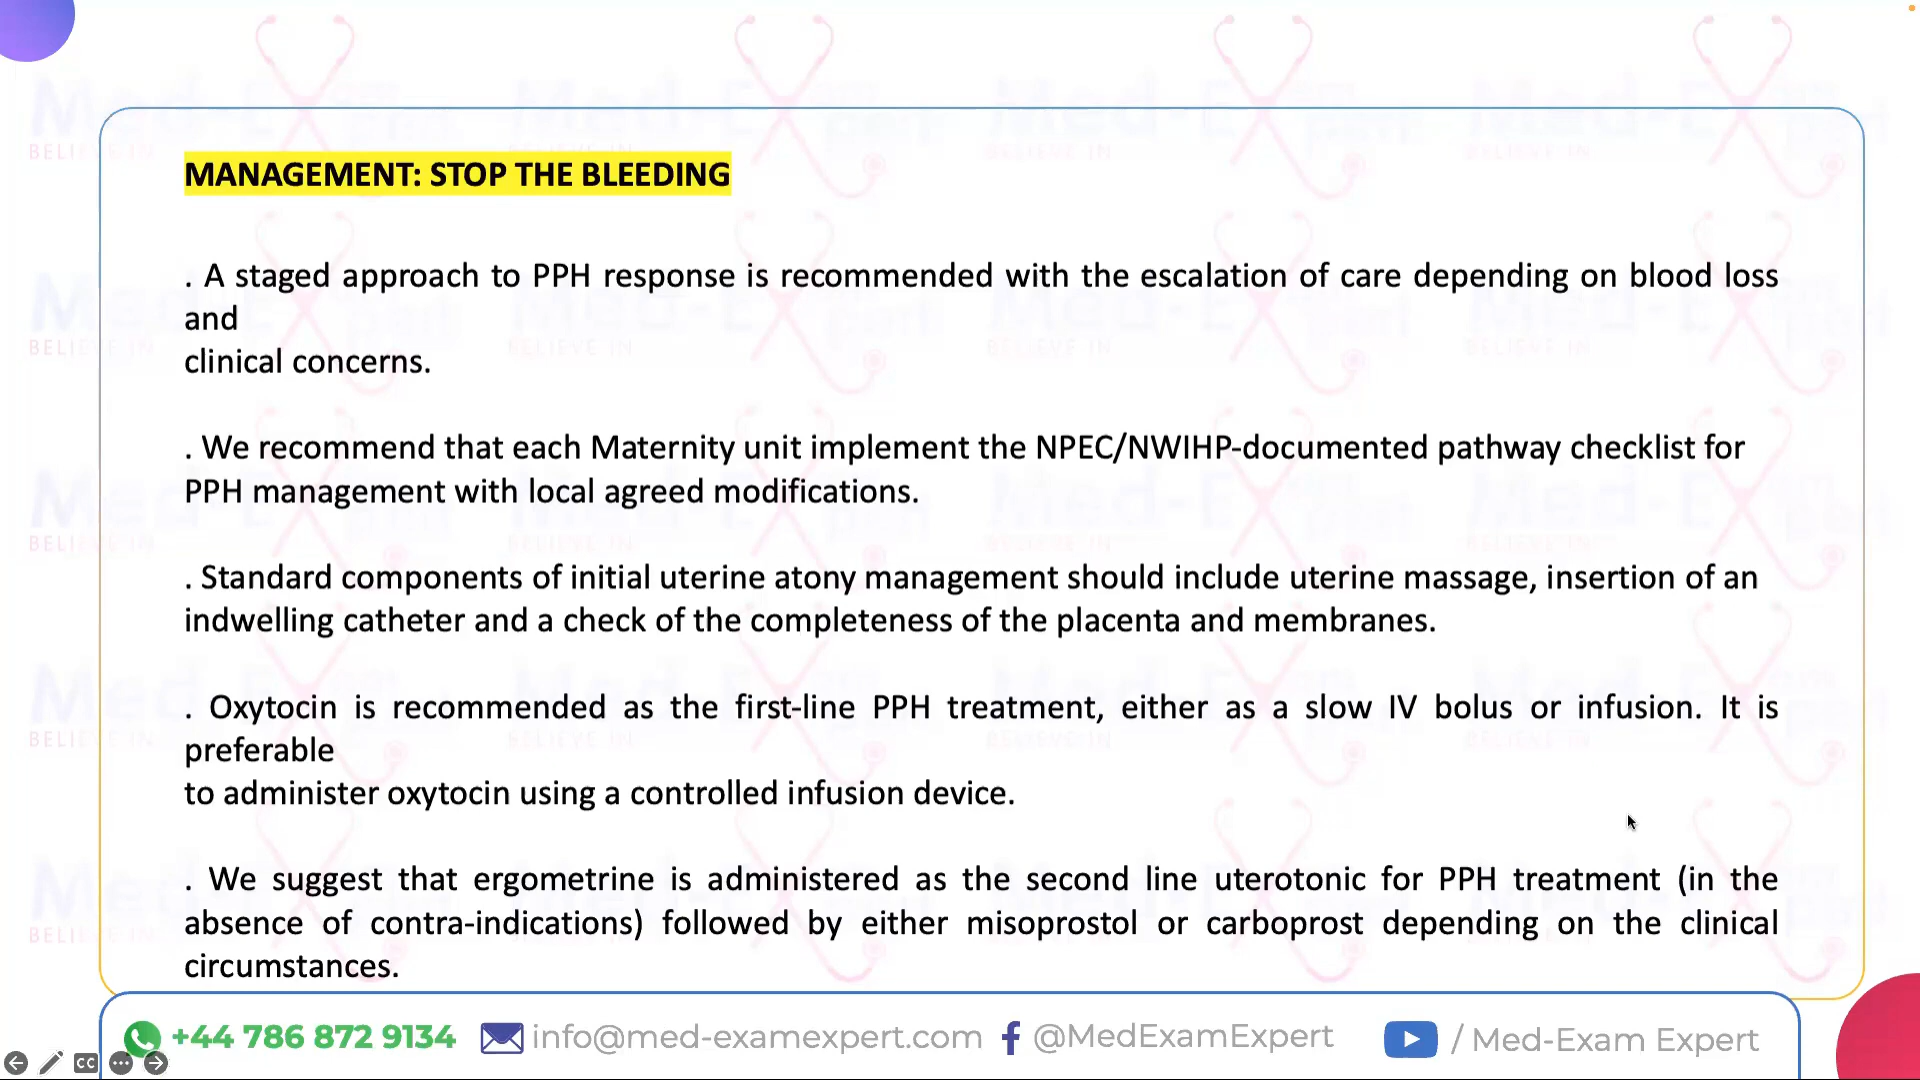 MANAGEMENT: STOP THE BLEEDING
. A staged approach to PPH response is recommended with the escalation of care depending on blood loss
and
clinical concerns.
. We recommend that each Maternity unit implement the NPEC/NWIHP-documented pathway checklist for
PPH management with local agreed modifications.
. Standard components of initial uterine atony management should include uterine massage, insertion of an
indwelling catheter and a check of the completeness of the placenta and membranes.
. Oxytocin is recommended as the first-line PPH treatment, either as a slow IV bolus or infusion. It is
preferable
to administer oxytocin using a controlled infusion device.
. We suggest that ergometrine is administered as the second line uterotonic for PPH treatment (in the
absence of contra-indications) followed by either misoprostol or carboprost depending on the clinical
circumstances.
+44 786 872 9134 info@med-examexpert.com @MedExamExpert / Med-Exam Expert
CC